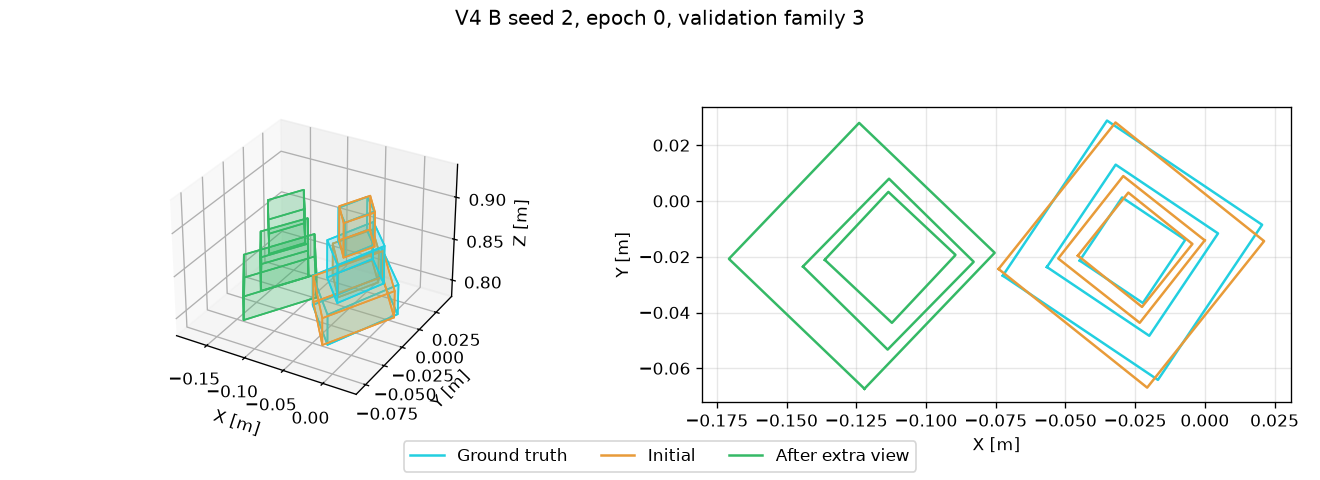 V4 B seed 2, epoch 0, validation family 3
0.90
0.85
0.80
Z [m]
0.025
0.000
−0.025
−0.050
−0.075
Y [m]
−0.15
−0.10
−0.05
0.00
X [m]
0.02
0.00
−0.02
−0.04
−0.06
Y [m]
−0.175
−0.150
−0.125
−0.100
−0.075
−0.050
−0.025
0.000
0.025
X [m]
Ground truth
Initial
After extra view